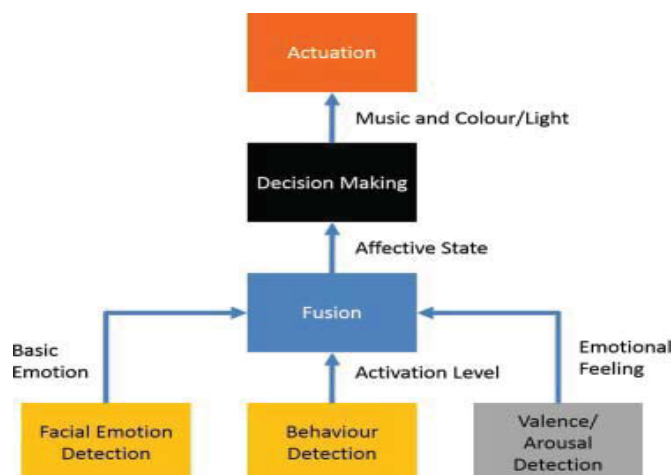 Actuation
Music and Colour/Light
Decision Making
Affective State
Fusion
Basic
Emotion
Activation Level
Emotional
Feeling
Facial Emotion
Detection
Behaviour
Detection
Valence/
Arousal
Detection